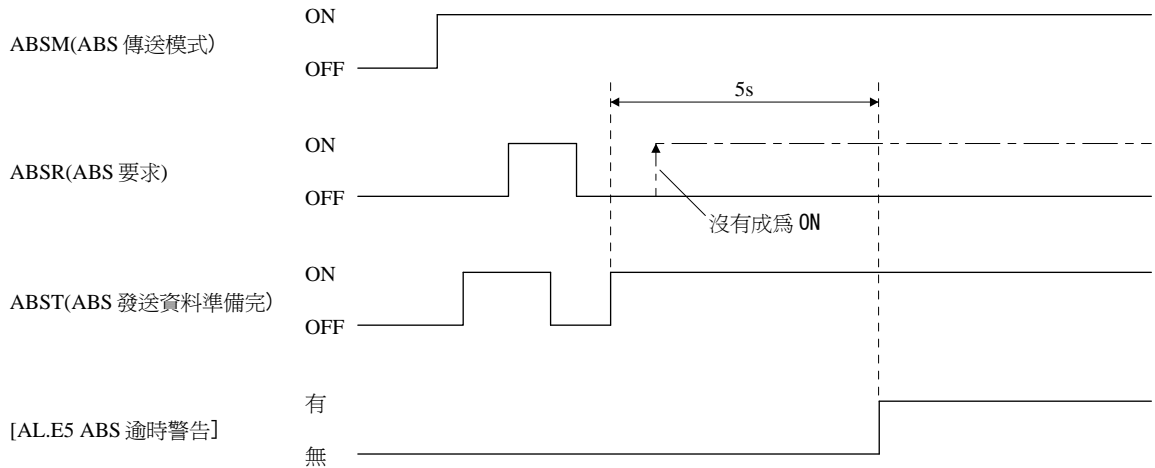 ON
ABSM(ABS 傳送模式)
OFF
5s
ON
ABSR(ABS 要求)
OFF
沒有成爲 ON
ON
ABST(ABS 發送資料準備完)
OFF
有
[AL.E5 ABS 逾時警告]
無